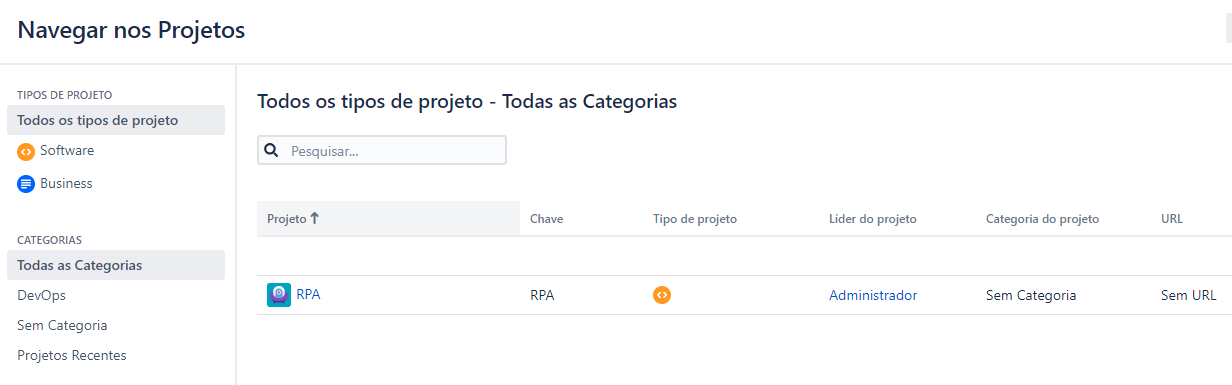 Navegar nos Projetos
TIPOS DE PROJETO
Todos os tipos de projeto
Software
Business
CATEGORIAS
Todas as Categorias
DevOps
Sem Categoria
Projetos Recentes
Todos os tipos de projeto - Todas as Categorias
Pesquisar...
Projeto Chave Tipo de projeto Líder do projeto Categoria do projeto URL
RPA RPA Administrador Sem Categoria Sem URL